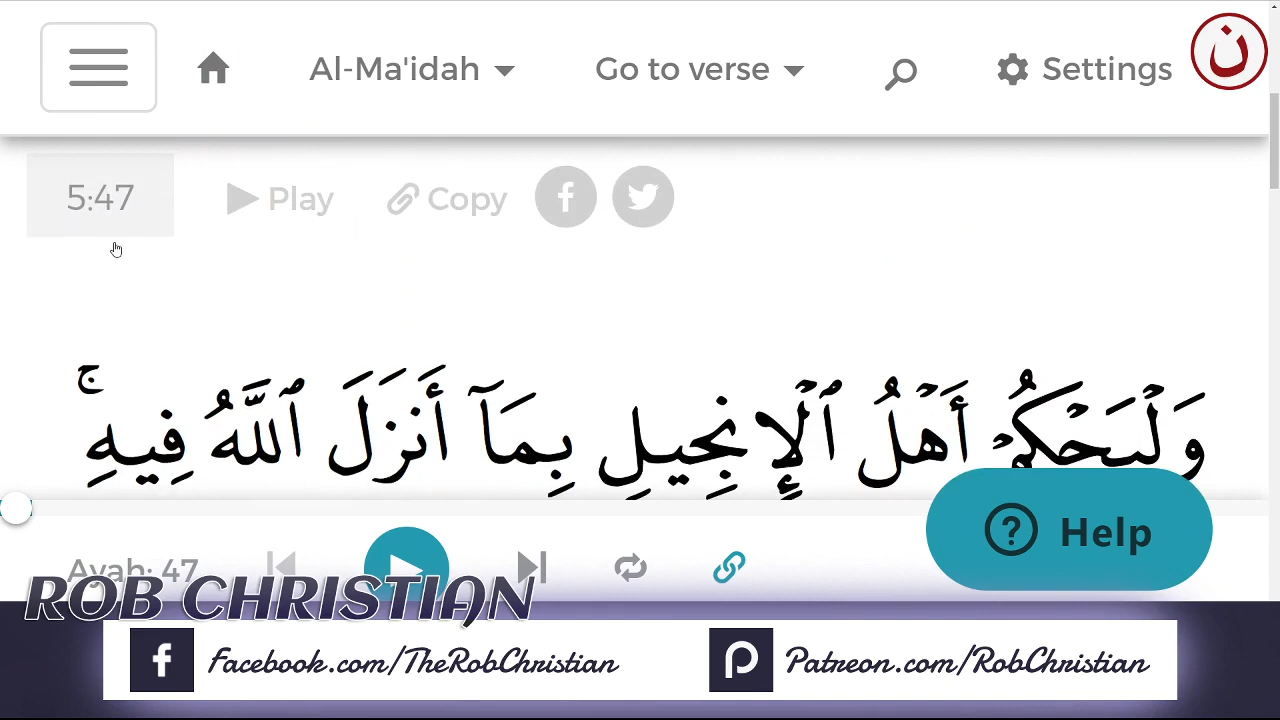 Al-Ma'idah
Go to verse
Settings
ن
5:47
Play
Copy
وَلْيَحْكُمْ أَهْلُ ٱلْإِنجِيلِ بِمَآ أَنزَلَ ٱللَّهُ فِيهِ ۚ
Help
Ayah: 47
ROB CHRISTIAN
Facebook.com/TheRobChristian
Patreon.com/RobChristian